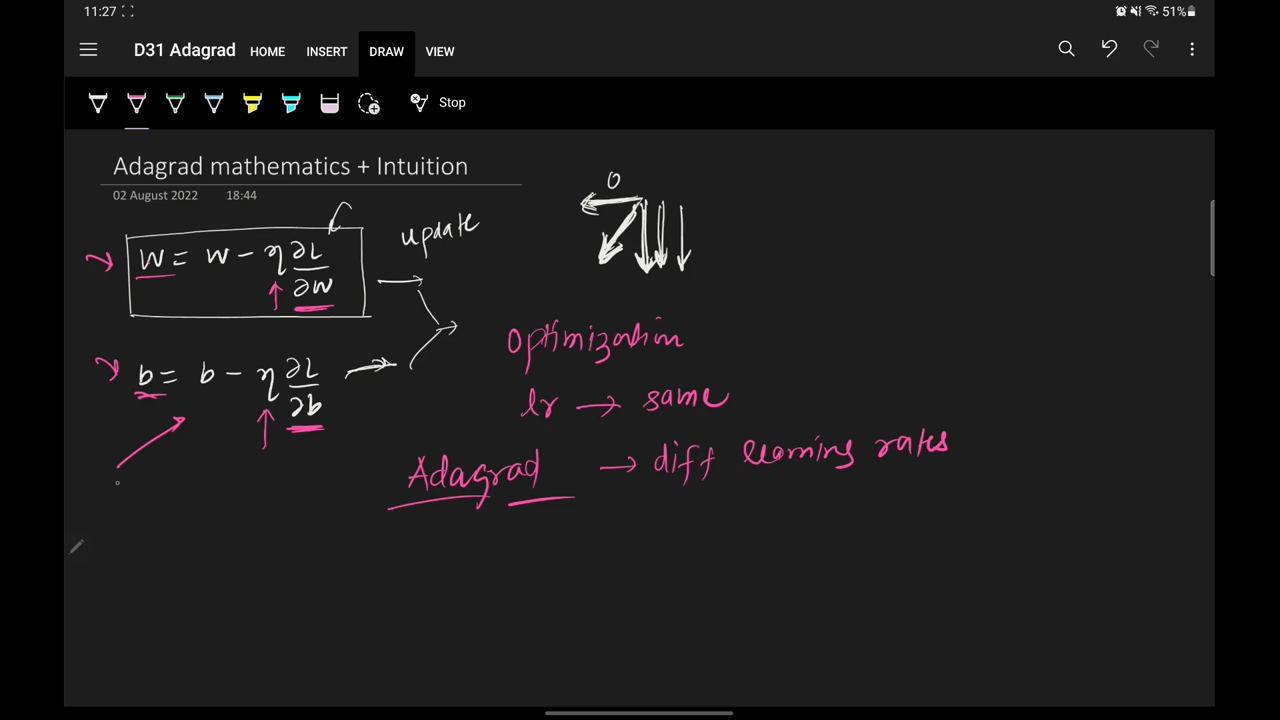 11:27 51%
D31 Adagrad HOME INSERT DRAW VIEW
Stop
Adagrad mathematics + Intuition
02 August 2022 18:44
W = W - η ∂L/∂W
update
0
b = b - η ∂L/∂b
Optimization
lr → same
Adagrad → diff learning rates